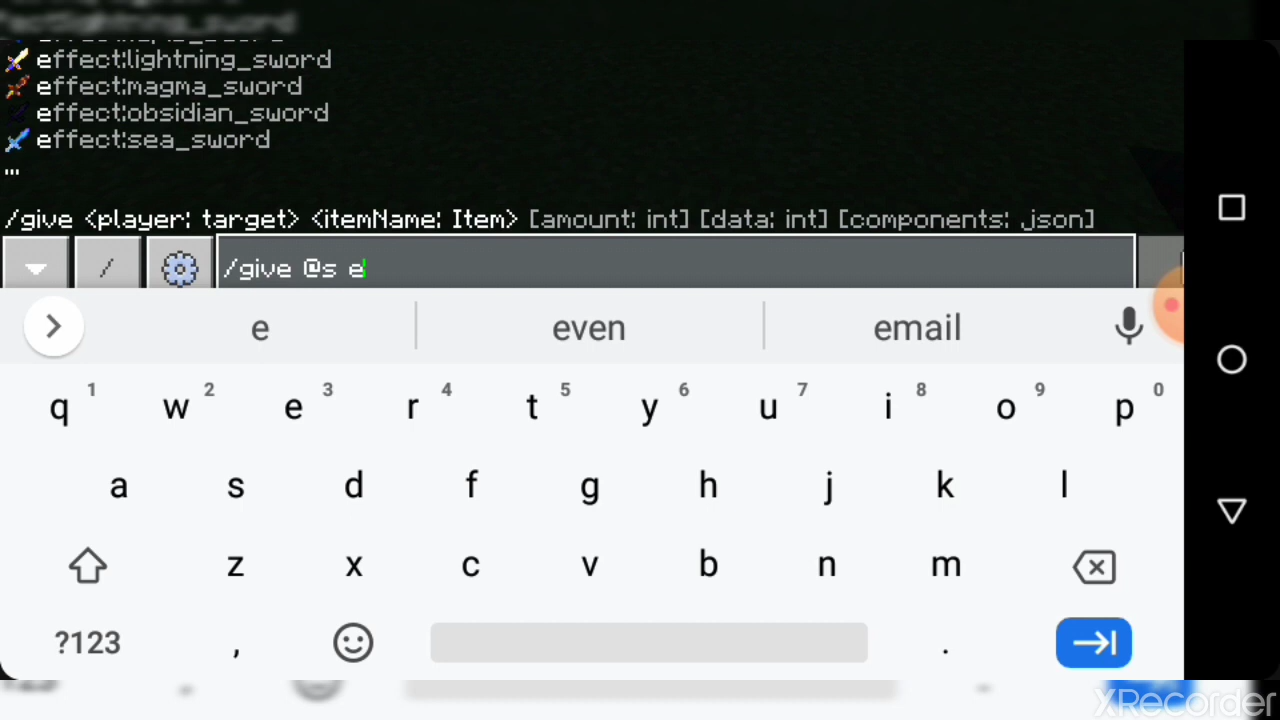 effect:lightning_sword
effect:magma_sword
effect:obsidian_sword
effect:sea_sword
...
/give <player: target> <itemName: Item> [amount: int] [data: int] [components: .json]
/
/give @s e
e even email
q 1 w 2 e 3 r 4 t 5 y 6 u 7 i 8 o 9 p 0
a s d f g h j k l
z x c v b n m
?123 , .
XRecorder